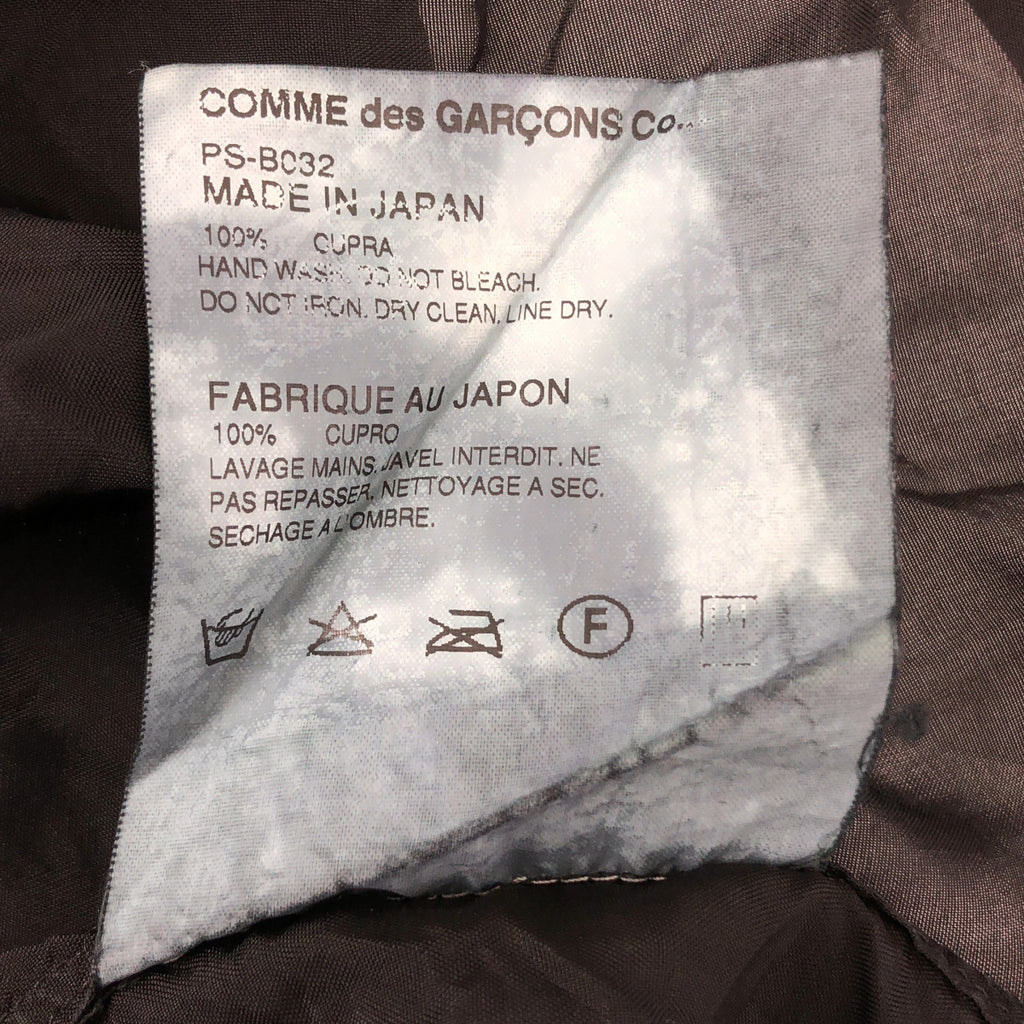 COMME des GARÇONS Co.
PS-B032
MADE IN JAPAN
100% CUPRA
HAND WASH. DO NOT BLEACH.
DO NOT IRON. DRY CLEAN. LINE DRY.
FABRIQUE AU JAPON
100% CUPRO
LAVAGE MAINS. JAVEL INTERDIT. NE
PAS REPASSER. NETTOYAGE A SEC.
SECHAGE A L'OMBRE.
F